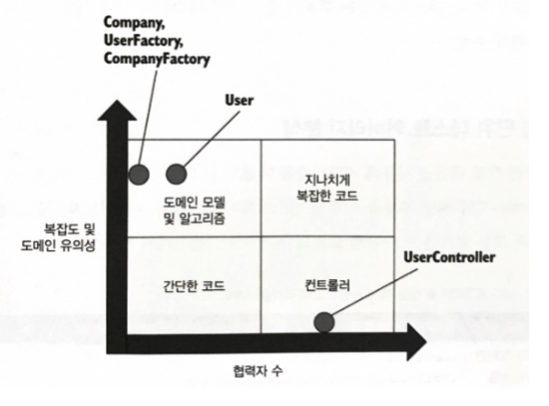 Company,
UserFactory,
CompanyFactory
User
도메인 모델
및 알고리즘
지나치게
복잡한 코드
복잡도 및
도메인 유의성
간단한 코드
컨트롤러
UserController
협력자 수